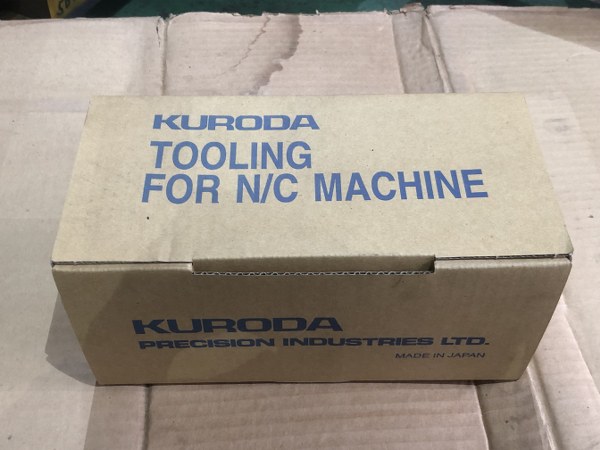 KURODA
TOOLING
FOR N/C MACHINE
KURODA
PRECISION INDUSTRIES LTD.
MADE IN JAPAN